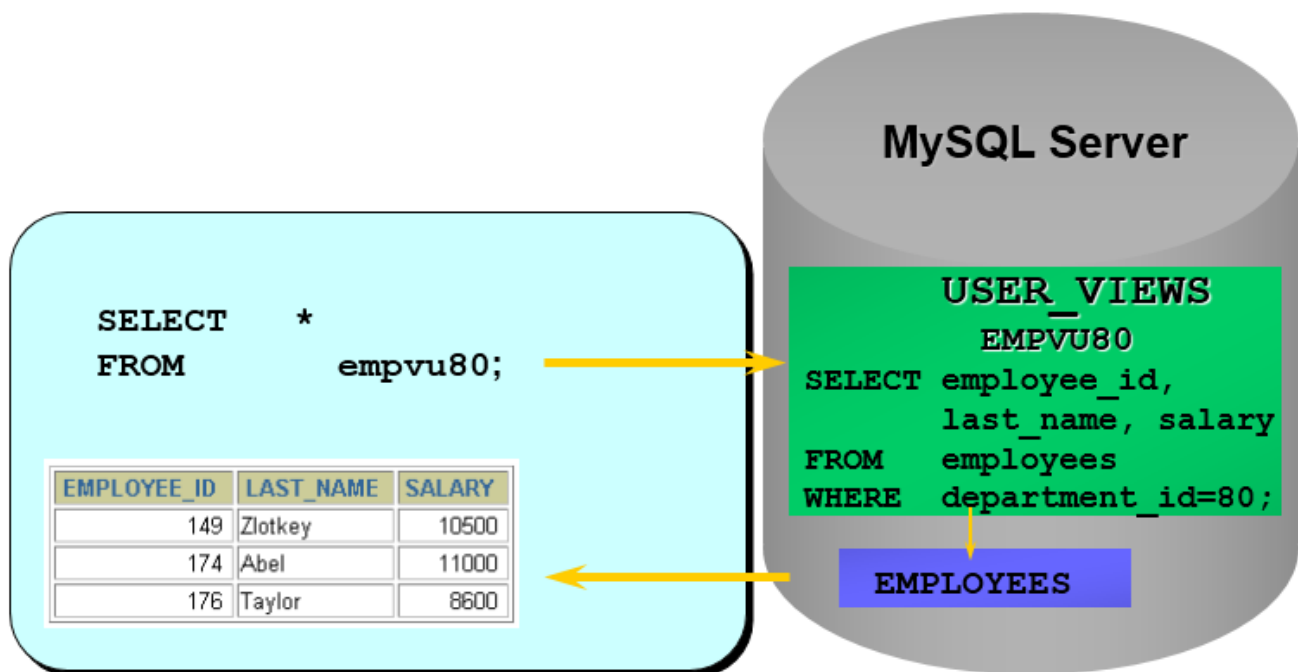 MySQL Server
SELECT *
FROM empvu80;
EMPLOYEE_ID LAST_NAME SALARY
149 Zlotkey 10500
174 Abel 11000
176 Taylor 8600
USER_VIEWS
EMPVU80
SELECT employee_id,
last_name, salary
FROM employees
WHERE department_id=80;
EMPLOYEES